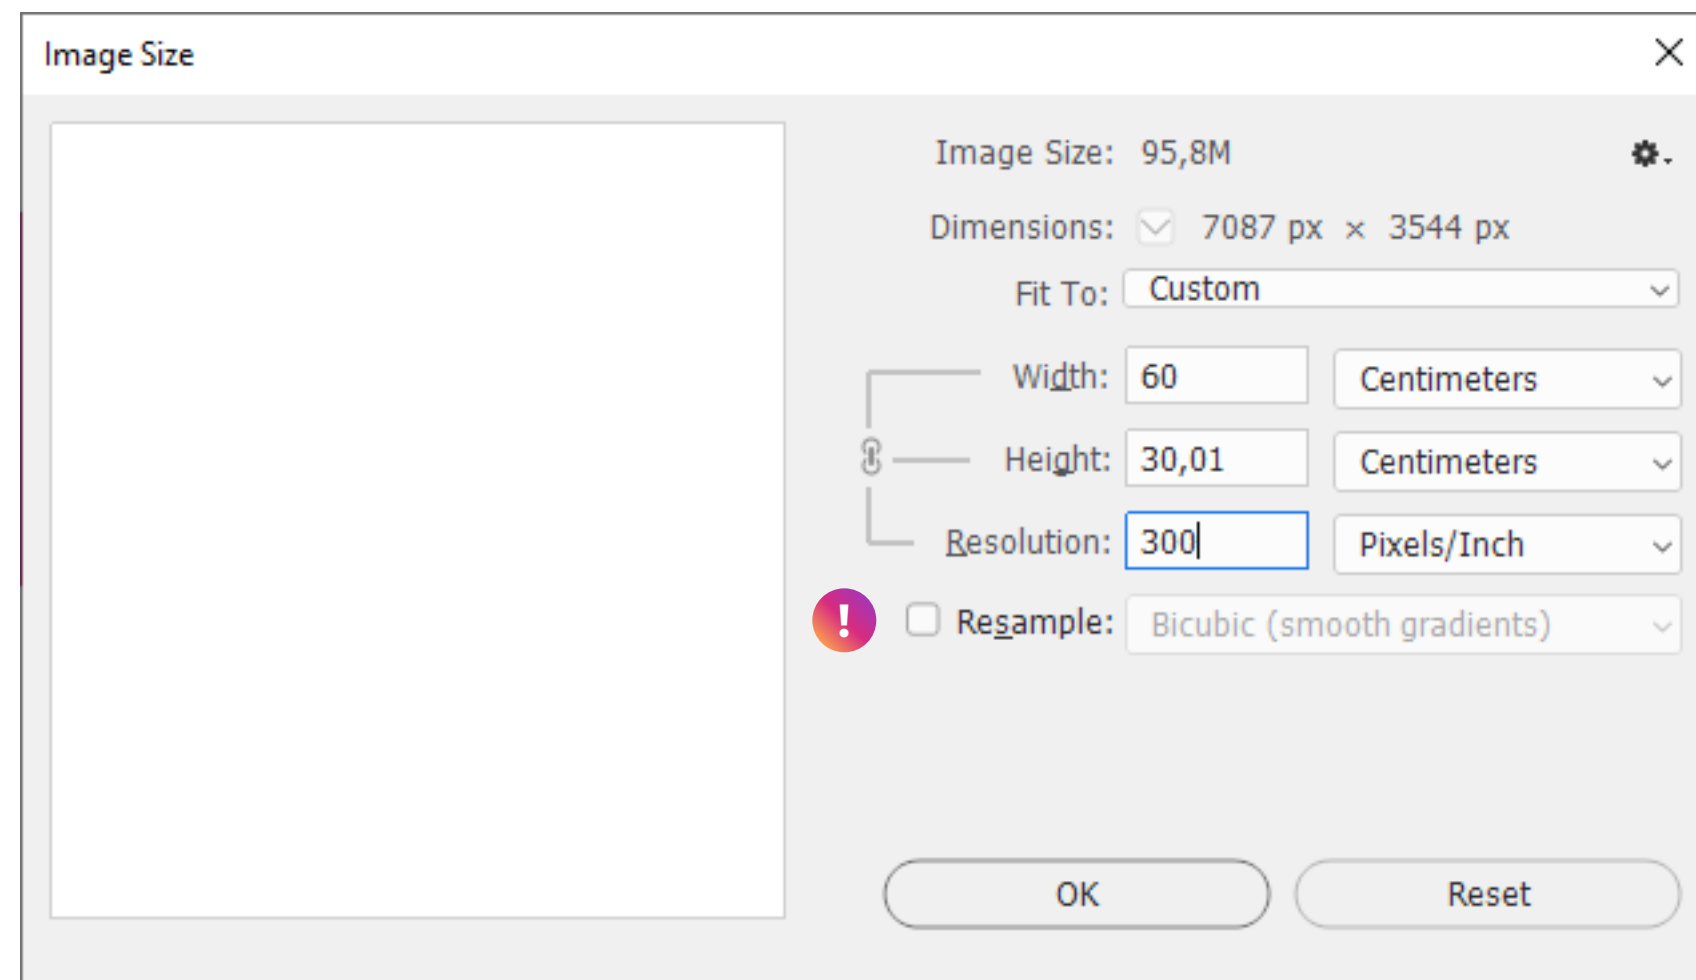 Image Size
Image Size: 95,8M
Dimensions: 7087 px × 3544 px
Fit To: Custom
Width: 60 Centimeters
Height: 30,01 Centimeters
Resolution: 300 Pixels/Inch
! Resample: Bicubic (smooth gradients)
OK Reset